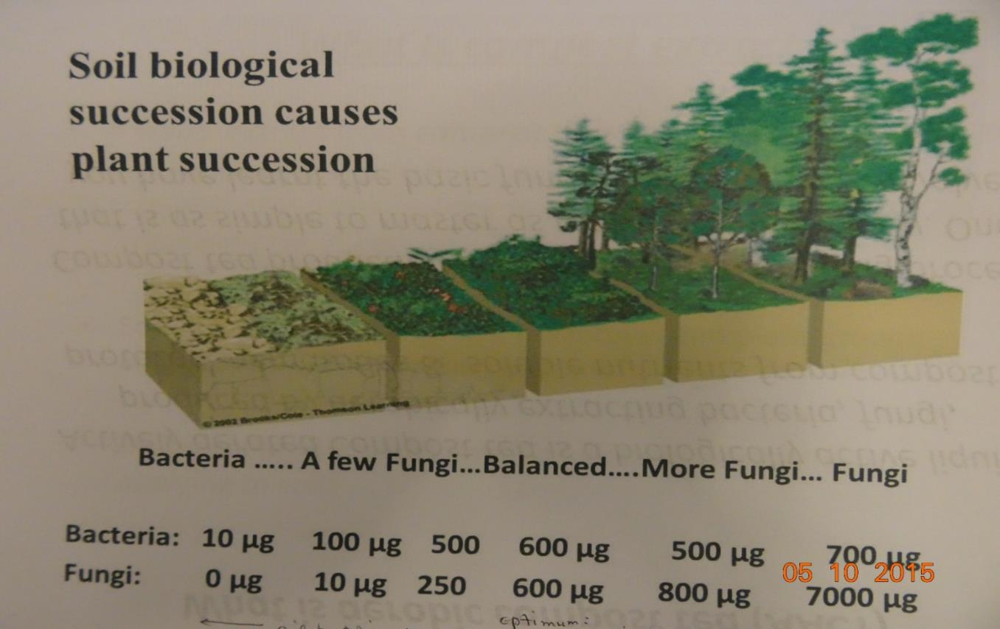 Soil biological
succession causes
plant succession
© 2002 Brooks/Cole - Thomson Learning
Bacteria ..... A few Fungi...Balanced....More Fungi... Fungi
Bacteria: 10 µg 100 µg 500 600 µg 500 µg 700 µg
05 10 2015
Fungi: 0 µg 10 µg 250 600 µg 800 µg 7000 µg
optimum: